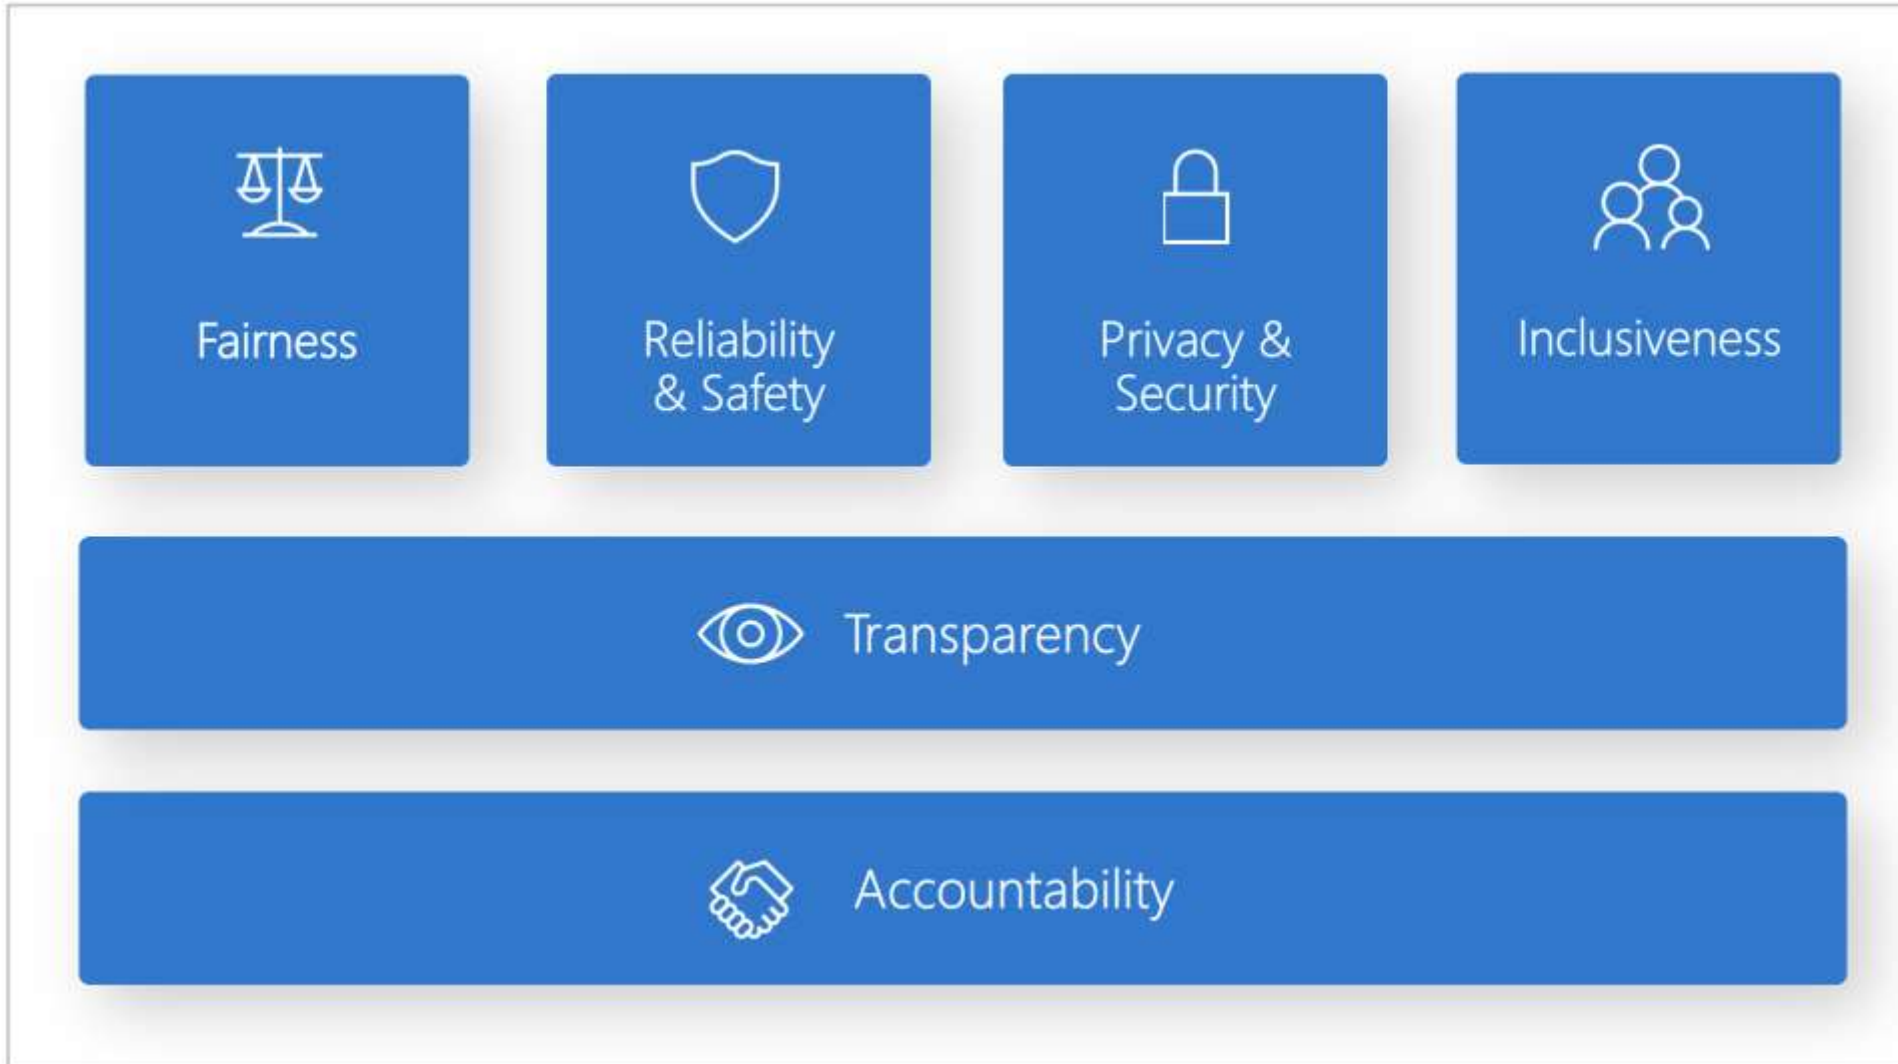 Fairness
Reliability
& Safety
Privacy &
Security
Inclusiveness
Transparency
Accountability